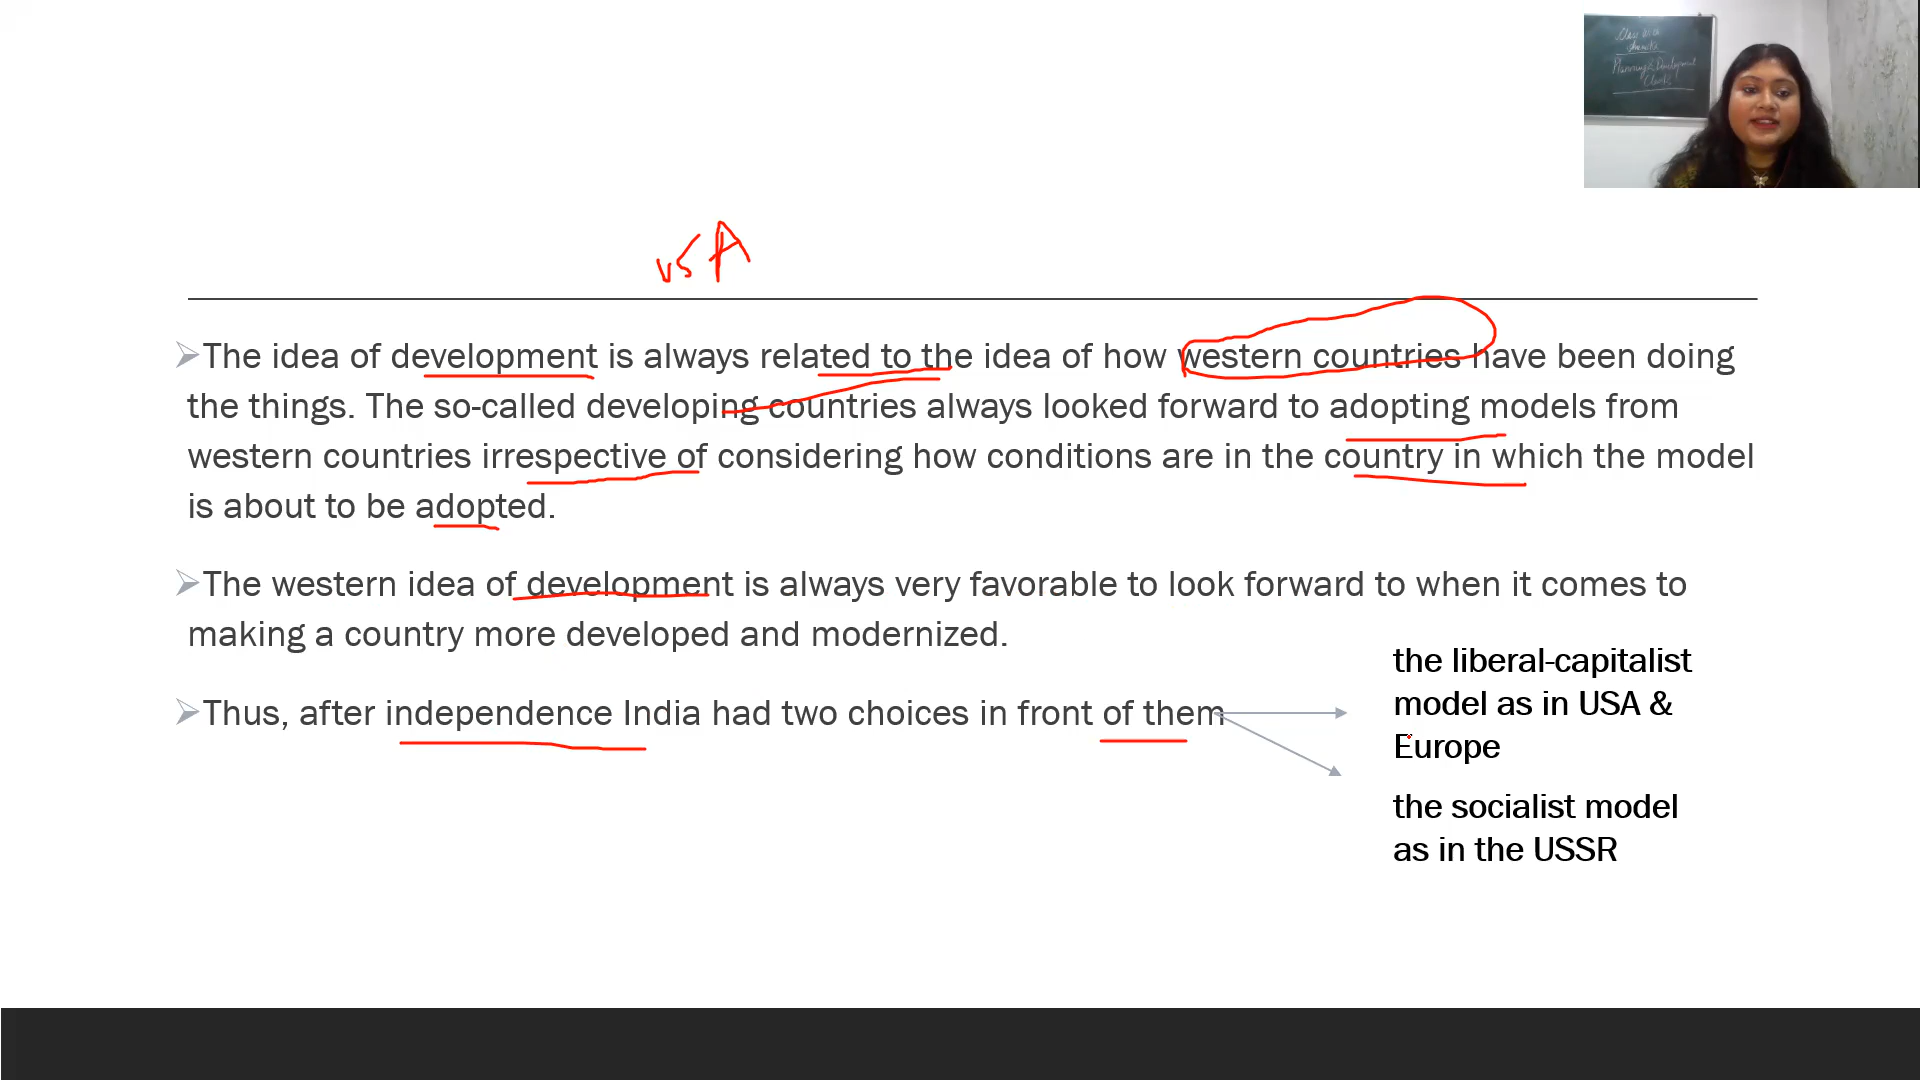 Planning & Development
USA
The idea of development is always related to the idea of how western countries have been doing
the things. The so-called developing countries always looked forward to adopting models from
western countries irrespective of considering how conditions are in the country in which the model
is about to be adopted.
The western idea of development is always very favorable to look forward to when it comes to
making a country more developed and modernized.
Thus, after independence India had two choices in front of them
the liberal-capitalist
model as in USA &
Europe
the socialist model
as in the USSR